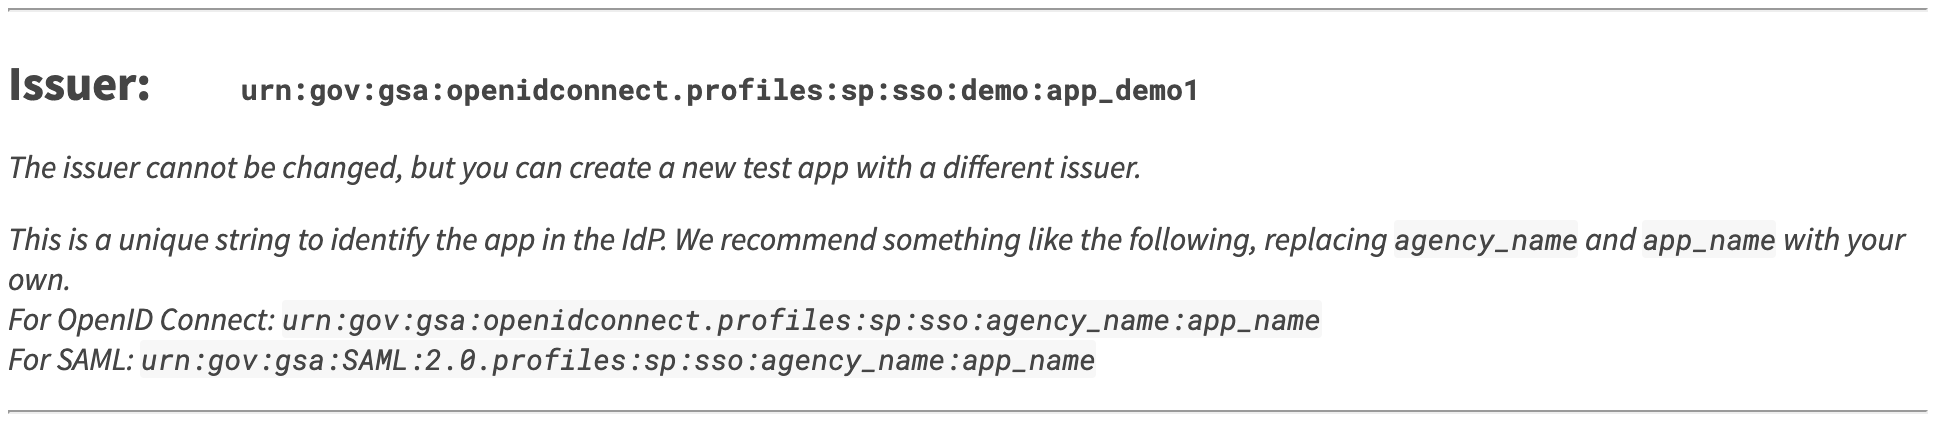 Issuer: urn:gov:gsa:openidconnect.profiles:sp:sso:demo:app_demo1
The issuer cannot be changed, but you can create a new test app with a different issuer.
This is a unique string to identify the app in the IdP. We recommend something like the following, replacing agency_name and app_name with your
own.
For OpenID Connect: urn:gov:gsa:openidconnect.profiles:sp:sso:agency_name:app_name
For SAML: urn:gov:gsa:SAML:2.0.profiles:sp:sso:agency_name:app_name